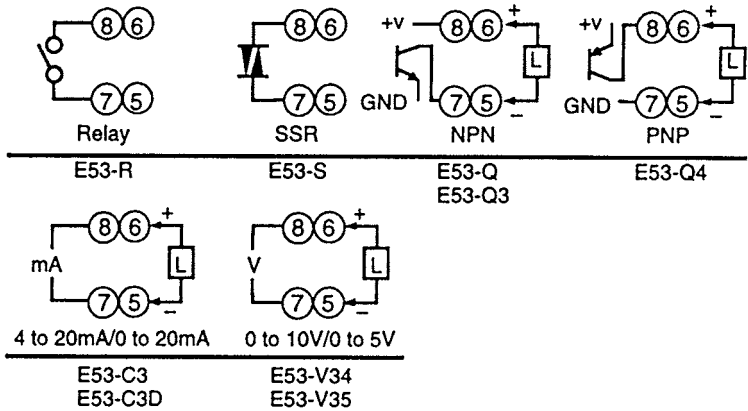 8 6
7 5
Relay
E53-R
8 6
7 5
SSR
E53-S
+v 8 6 +
L
GND 7 5 −
NPN
E53-Q
E53-Q3
+v 8 6 +
L
GND 7 5 −
PNP
E53-Q4
8 6 +
mA L
7 5 −
4 to 20mA/0 to 20mA
E53-C3
E53-C3D
8 6 +
V L
7 5 −
0 to 10V/0 to 5V
E53-V34
E53-V35